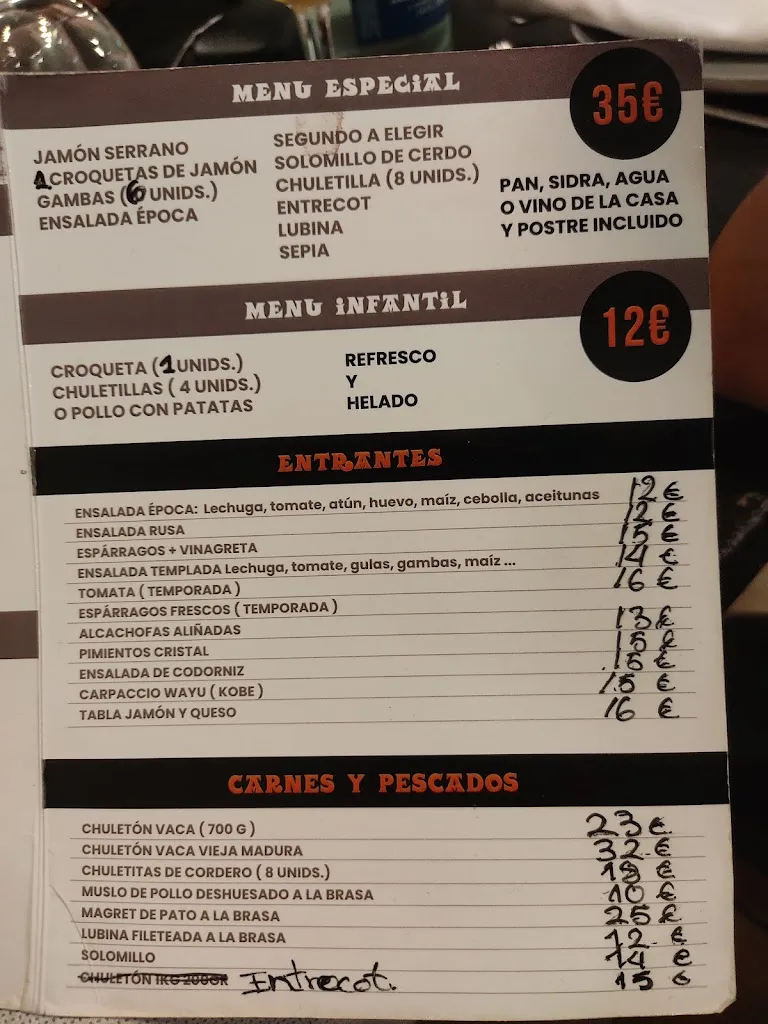 MENU ESPECIAL
35€
JAMÓN SERRANO
1 CROQUETAS DE JAMÓN
GAMBAS (6 UNIDS.)
ENSALADA ÉPOCA
SEGUNDO A ELEGIR
SOLOMILLO DE CERDO
CHULETILLA (8 UNIDS.)
ENTRECOT
LUBINA
SEPIA
PAN, SIDRA, AGUA
O VINO DE LA CASA
Y POSTRE INCLUIDO
MENU INFANTIL
12€
CROQUETA (1 UNIDS.)
CHULETILLAS ( 4 UNIDS.)
O POLLO CON PATATAS
REFRESCO
Y
HELADO
ENTRANTES
ENSALADA ÉPOCA: Lechuga, tomate, atún, huevo, maíz, cebolla, aceitunas 12 €
ENSALADA RUSA 12 €
ESPÁRRAGOS + VINAGRETA 15 €
ENSALADA TEMPLADA Lechuga, tomate, gulas, gambas, maíz ... 14 €
TOMATA ( TEMPORADA ) 16 €
ESPÁRRAGOS FRESCOS ( TEMPORADA )
ALCACHOFAS ALIÑADAS 13 €
PIMIENTOS CRISTAL 15 €
ENSALADA DE CODORNIZ 15 €
CARPACCIO WAYU ( KOBE ) 15 €
TABLA JAMÓN Y QUESO 16 €
CARNES Y PESCADOS
CHULETÓN VACA ( 700 G ) 23 €
CHULETÓN VACA VIEJA MADURA 32 €
CHULETITAS DE CORDERO ( 8 UNIDS.) €
MUSLO DE POLLO DESHUESADO A LA BRASA 10 €
MAGRET DE PATO A LA BRASA 25 €
LUBINA FILETEADA A LA BRASA 12 €
SOLOMILLO 14 €
CHULETÓN 1KG 200GR Entrecot. 15 €